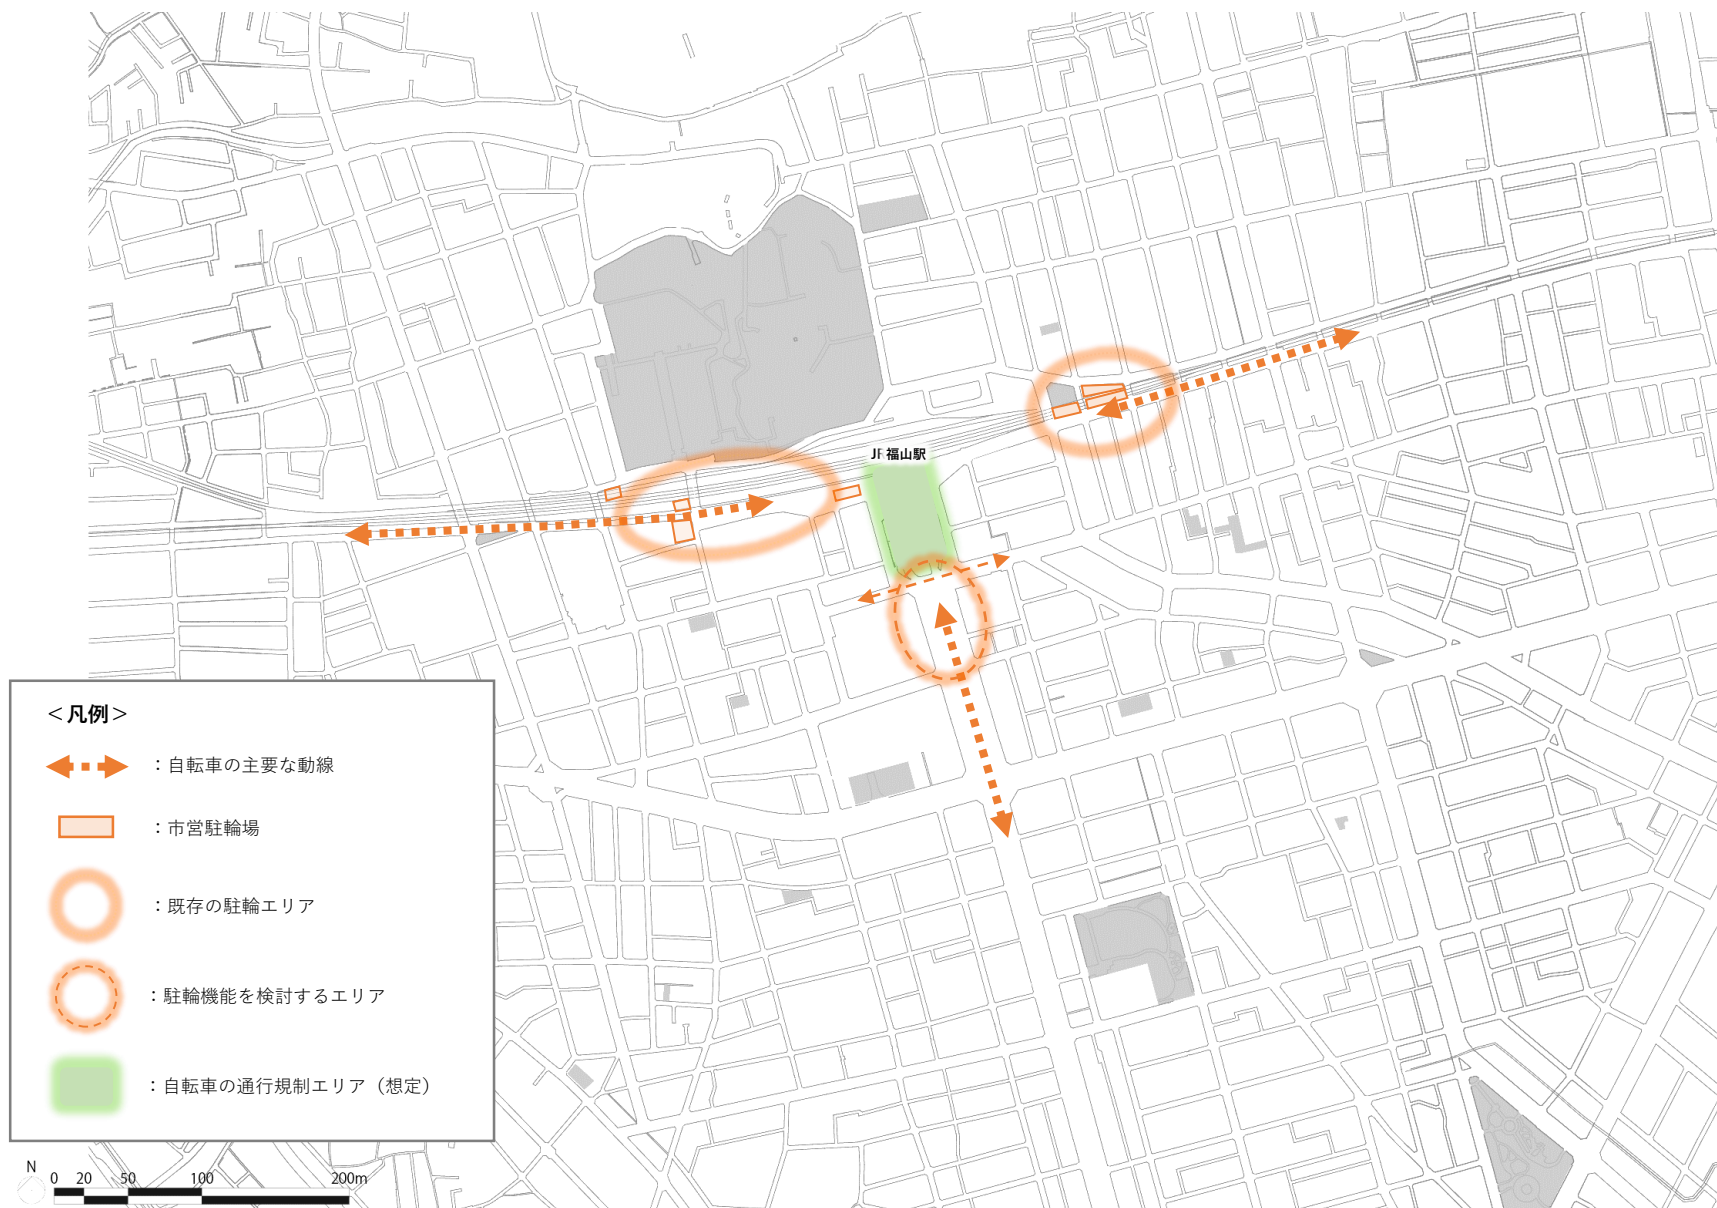 JR福山駅
＜凡例＞
：自転車の主要な動線
：市営駐輪場
：既存の駐輪エリア
：駐輪機能を検討するエリア
：自転車の通行規制エリア（想定）
N
0 20 50 100 200m